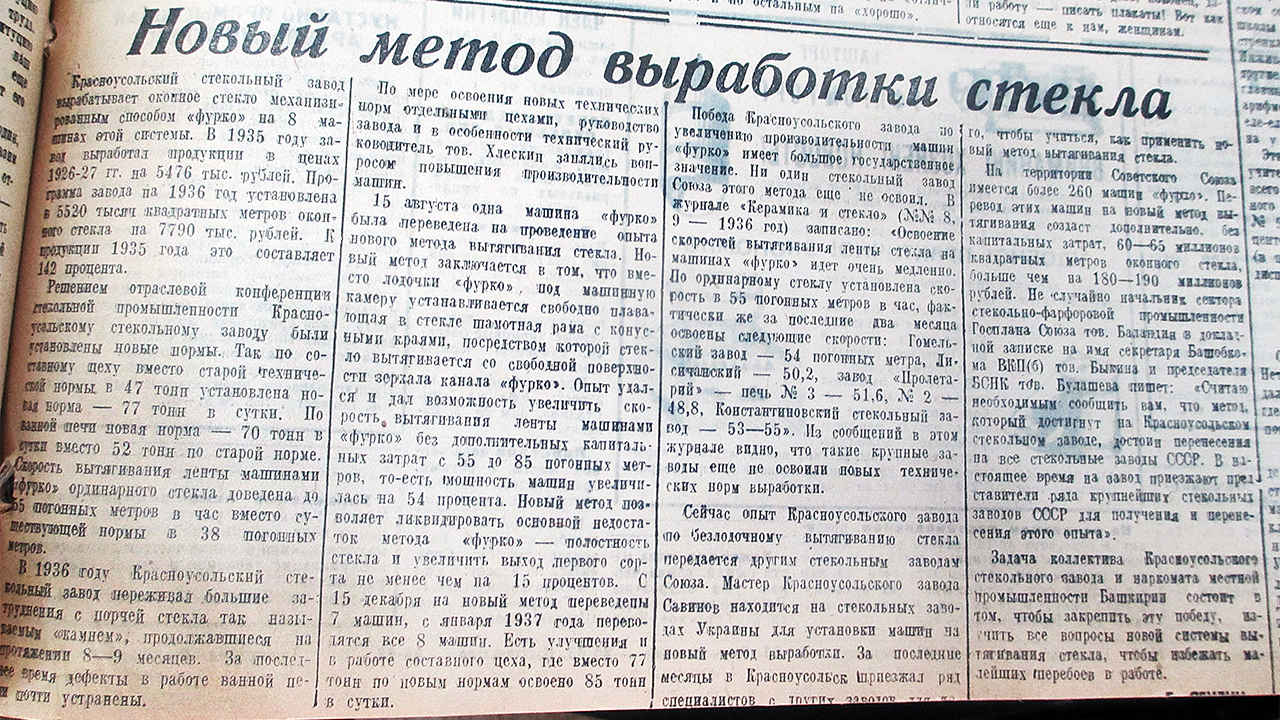 и по остальным на «хорошо».
ли работу — писать плакаты! Вот как
относятся еще к нам, женщинам.
Новый метод выработки стекла
Красноусольский стекольный завод
вырабатывает оконное стекло механизи-
рованным способом «фурко» на 8 ма-
шинах этой системы. В 1935 году за-
вод выработал продукции в ценах
1926-27 гг. на 5476 тыс. рублей. Про-
грамма завода на 1936 год установлена
в 5520 тысяч квадратных метров окон-
ного стекла на 7790 тыс. рублей. К
продукции 1935 года это составляет
142 процента.
Решением отраслевой конференции
стекольной промышленности Красно-
усольскому стекольному заводу были
установлены новые нормы. Так по со-
ставному цеху вместо старой техниче-
ской нормы в 47 тонн установлена но-
вая норма — 77 тонн в сутки. По
ванной печи новая норма — 70 тонн в
сутки вместо 52 тонн по старой норме.
Скорость вытягивания ленты машинами
«фурко» ординарного стекла доведена до
55 погонных метров в час вместо су-
ществующей нормы в 38 погонных
метров.
В 1936 году Красноусольский сте-
кольный завод переживал большие за-
труднения с порчей стекла так назы-
ваемым «камнем», продолжавшиеся на
протяжении 8—9 месяцев. За послед-
нее время дефекты в работе ванной пе-
чи почти устранены.
По мере освоения новых технических
норм отдельными цехами, руководство
завода и в особенности технический ру-
ководитель тов. Хлескин занялись воп-
росом повышения производительности
машин.
15 августа одна машина «фурко»
была переведена на проведение опыта
нового метода вытягивания стекла. Но-
вый метод заключается в том, что вме-
сто лодочки «фурко», под машинную
камеру устанавливается свободно плава-
ющая в стекле шамотная рама с конус-
ными краями, посредством которой стек-
ло вытягивается со свободной поверхно-
сти зеркала канала «фурко». Опыт удал-
ся и дал возможность увеличить ско-
рость, вытягивания ленты машинами
«фурко» без дополнительных капиталь-
ных затрат с 55 до 85 погонных мет-
ров, то-есть мощность машин увеличи-
лась на 54 процента. Новый метод поз-
воляет ликвидировать основной недоста-
ток метода «фурко» — полостность
стекла и увеличить выход первого сор-
та не менее чем на 15 процентов. С
15 декабря на новый метод переведены
7 машин, с января 1937 года перево-
дятся все 8 машин. Есть улучшения и
в работе составного цеха, где вместо 77
тонн по новым нормам освоено 85 тонн
в сутки.
Победа Красноусольского завода по
увеличению производительности машин
«фурко» имеет большое государственное
значение. Ни один стекольный завод
Союза этого метода еще не освоил. В
журнале «Керамика и стекло» (№№ 8,
9 — 1936 год) записано: «Освоение
скоростей вытягивания ленты стекла на
машинах «фурко» идет очень медленно.
По ординарному стеклу установлена ско-
рость в 55 погонных метров в час, фак-
тически же за последние два месяца
освоены следующие скорости: Гомель-
ский завод — 54 погонных метра, Ли-
сичанский — 50,2, завод «Пролета-
рий» — печь № 3 — 51,6, № 2 —
48,8, Константиновский стекольный за-
вод — 53—55». Из сообщений в этом
журнале видно, что такие крупные за-
воды еще не освоили новых техниче-
ских норм выработки.
Сейчас опыт Красноусольского завода
по безлодочному вытягиванию стекла
передается другим стекольным заводам
Союза. Мастер Красноусольского завода
Савинов находится на стекольных заво-
дах Украины для установки машин на
новый метод выработки. За последние
месяцы в Красноусольск приезжал ряд
специалистов с других заводов для
го, чтобы учиться, как применить но-
вый метод вытягивания стекла.
На территории Советского Союза
имеется более 260 машин «фурко». Пе-
ревод этих машин на новый метод вы-
тягивания создаст дополнительно, без
капитальных затрат, 60—65 миллионов
квадратных метров оконного стекла,
больше чем на 180—190 миллионов
рублей. Не случайно начальник сектора
стекольно-фарфоровой промышленности
Госплана Союза тов. Баландин в доклад-
ной записке на имя секретаря Башобко-
ма ВКП(б) тов. Быкина и председателя
БСНК тов. Булашева пишет: «Считаю
необходимым сообщить вам, что метод,
который достигнут на Красноусольском
стекольном заводе, достоин перенесения
на все стекольные заводы СССР. В на-
стоящее время на завод приезжают пред-
ставители ряда крупнейших стекольных
заводов СССР для получения и перене-
сения этого опыта».
Задача коллектива Красноусольского
стекольного завода и наркомата местной
промышленности Башкирии состоит в
том, чтобы закрепить эту победу, изу-
чить все вопросы новой системы вы-
тягивания стекла, чтобы избежать ма-
лейших перебоев в работе.